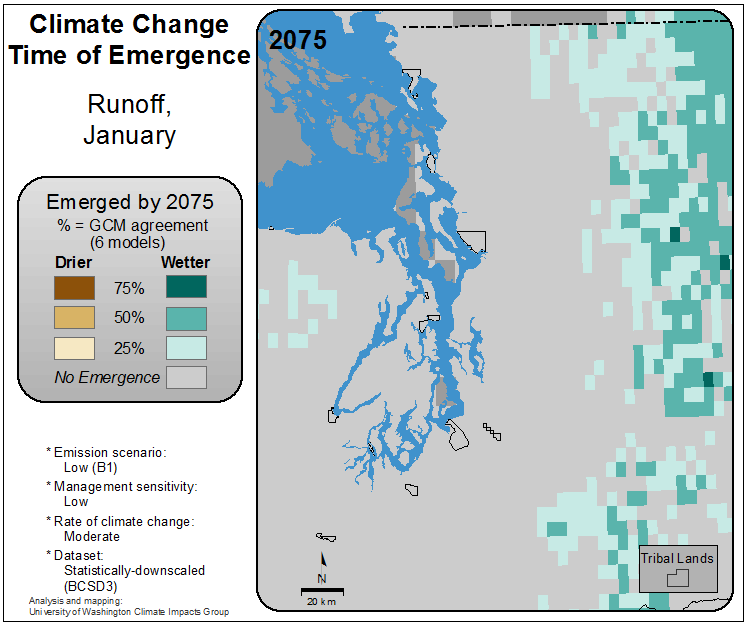 Climate Change
Time of Emergence
Runoff,
January
Emerged by 2075
% = GCM agreement
(6 models)
Drier
Wetter
75%
50%
25%
No Emergence
* Emission scenario:
Low (B1)
* Management sensitivity:
Low
* Rate of climate change:
Moderate
* Dataset:
Statistically-downscaled
(BCSD3)
Analysis and mapping:
University of Washington Climate Impacts Group
2075
N
20 km
Tribal Lands